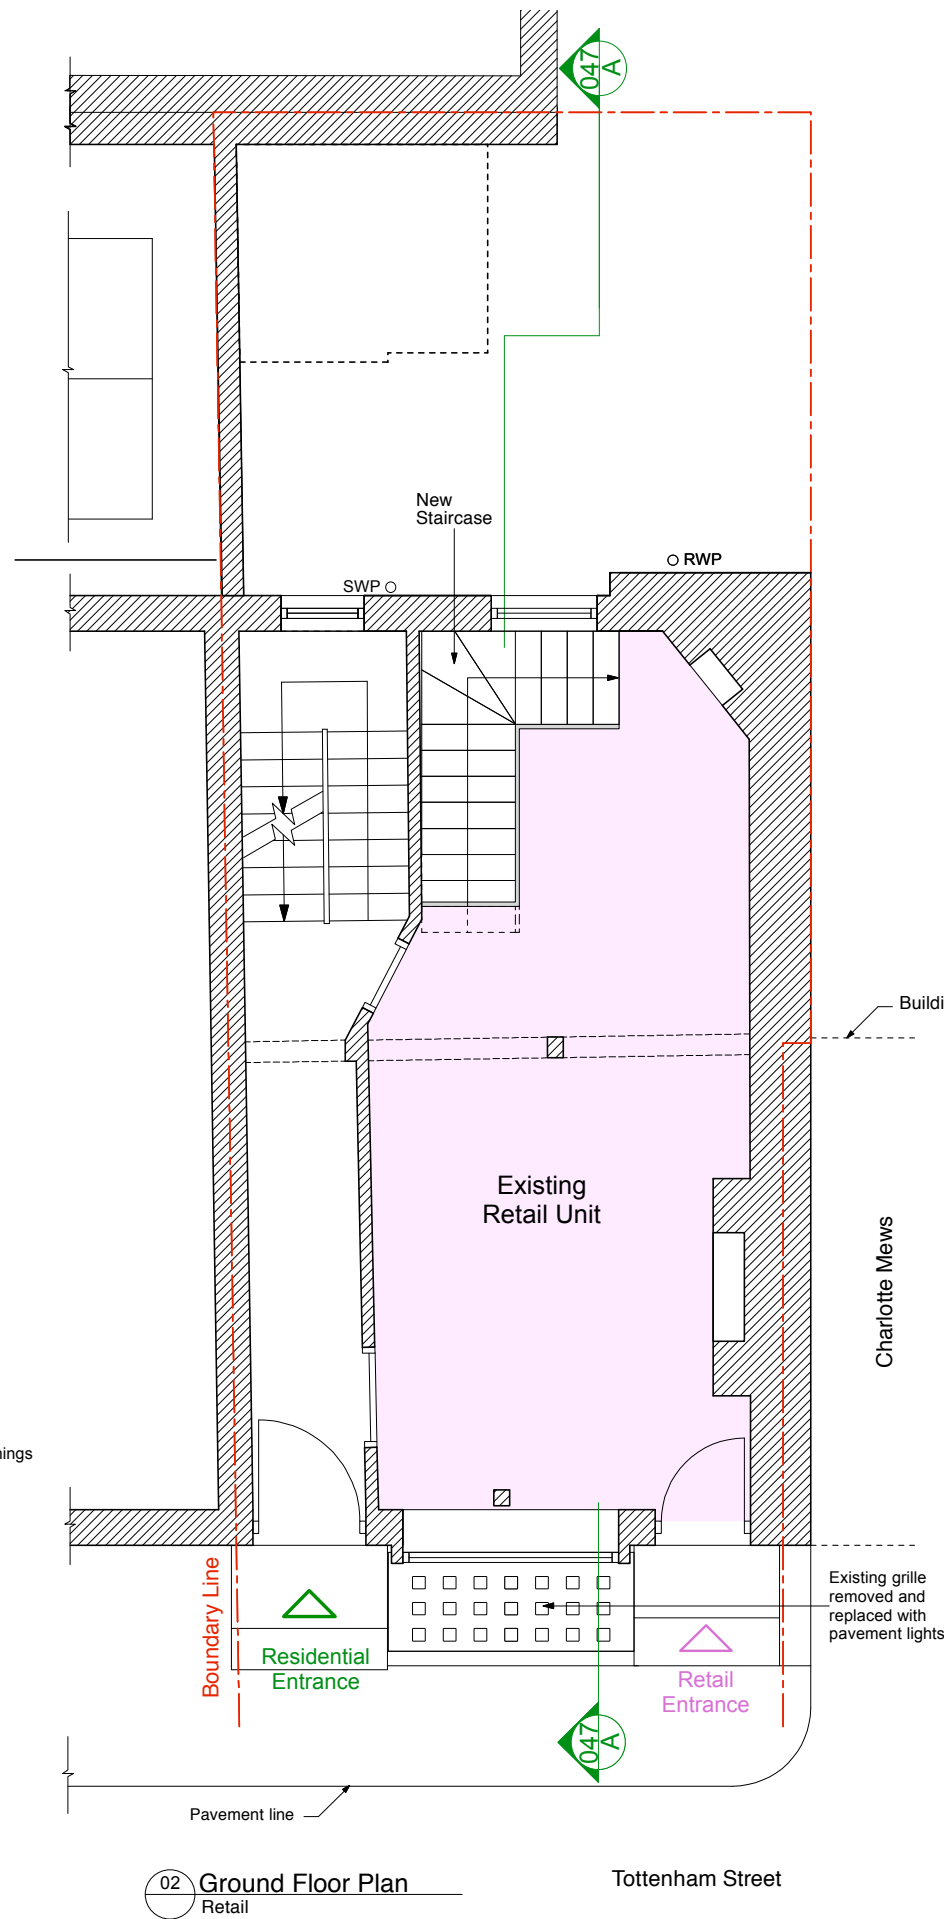 047
A
New
Staircase
SWP
RWP
Buildi
Existing
Retail Unit
Charlotte Mews
nings
Boundary Line
Residential
Entrance
Retail
Entrance
Existing grille
removed and
replaced with
pavement lights
047
A
Pavement line
02
Ground Floor Plan
Retail
Tottenham Street